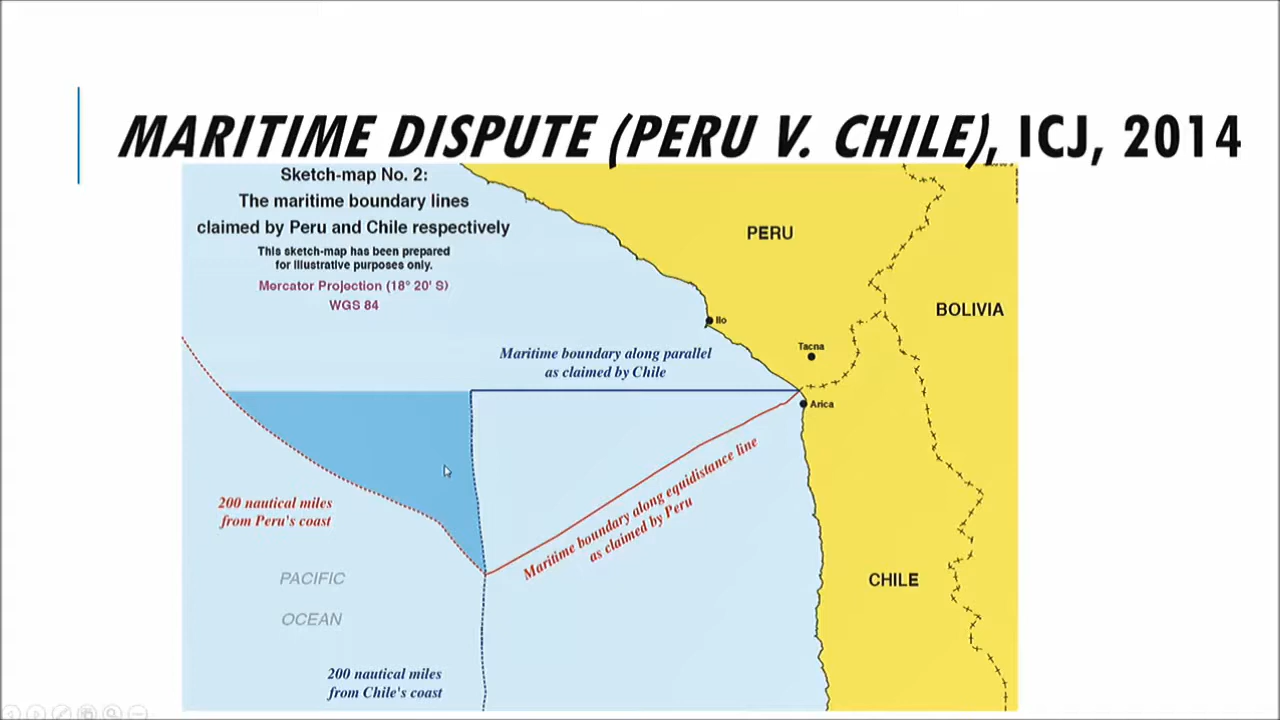 MARITIME DISPUTE (PERU V. CHILE), ICJ, 2014
Sketch-map No. 2:
The maritime boundary lines
claimed by Peru and Chile respectively
This sketch-map has been prepared
for illustrative purposes only.
Mercator Projection (18° 20' S)
WGS 84
PERU
BOLIVIA
Ilo
Tacna
Maritime boundary along parallel
as claimed by Chile
Arica
Maritime boundary along equidistance line
as claimed by Peru
200 nautical miles
from Peru's coast
PACIFIC
OCEAN
CHILE
200 nautical miles
from Chile's coast